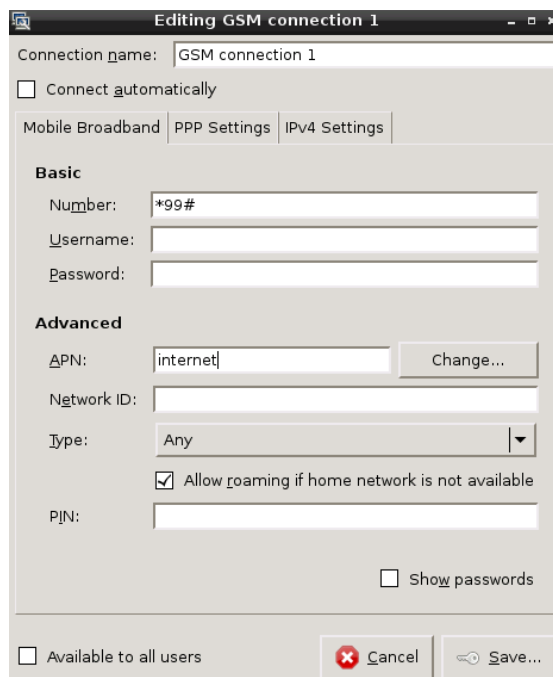 Editing GSM connection 1
Connection name: GSM connection 1
Connect automatically
Mobile Broadband PPP Settings IPv4 Settings
Basic
Number: *99#
Username:
Password:
Advanced
APN: internet Change...
Network ID:
Type: Any
Allow roaming if home network is not available
PIN:
Show passwords
Available to all users Cancel Save...